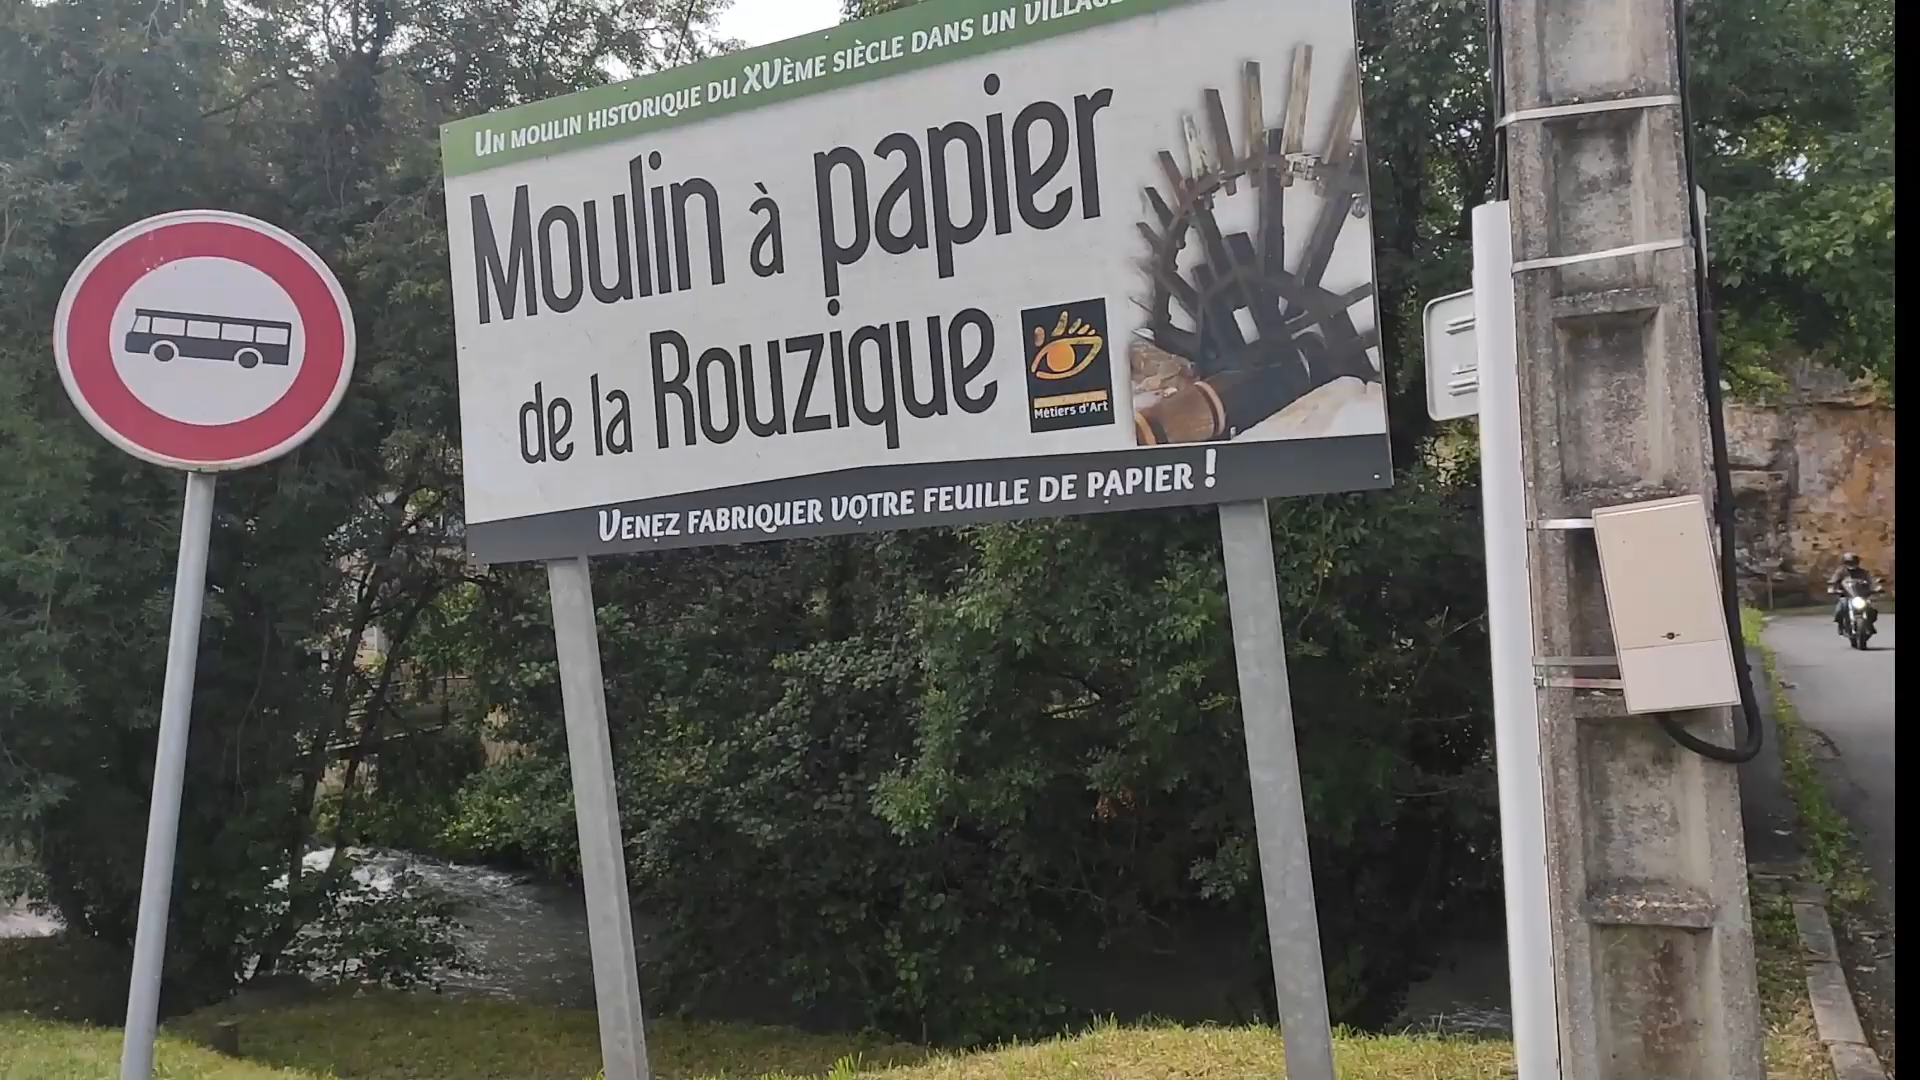 Un moulin historique du XVème siècle dans un village
Moulin à papier
de la Rouzique
Métiers d'Art
Venez fabriquer votre feuille de papier !